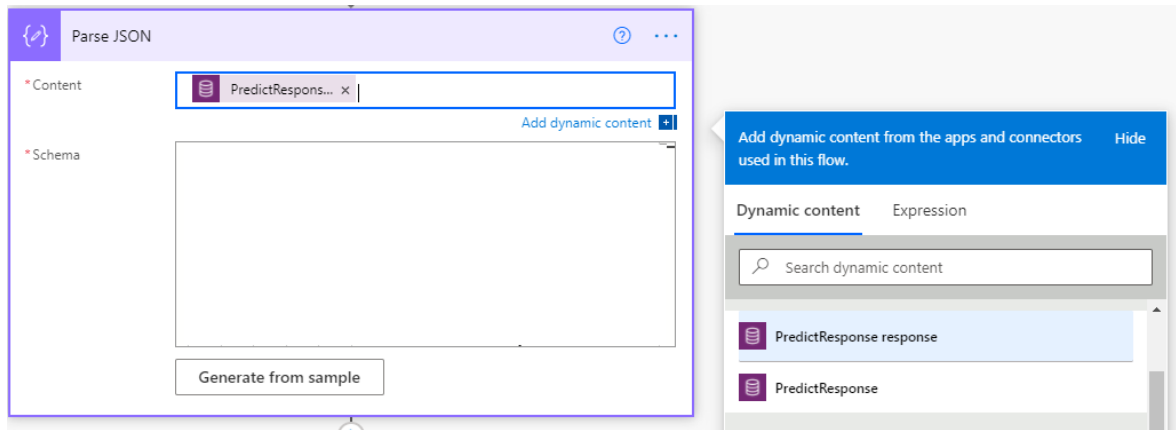 Parse JSON
*Content
PredictRespons... ×
Add dynamic content
*Schema
Generate from sample
Add dynamic content from the apps and connectors
used in this flow.
Hide
Dynamic content
Expression
Search dynamic content
PredictResponse response
PredictResponse